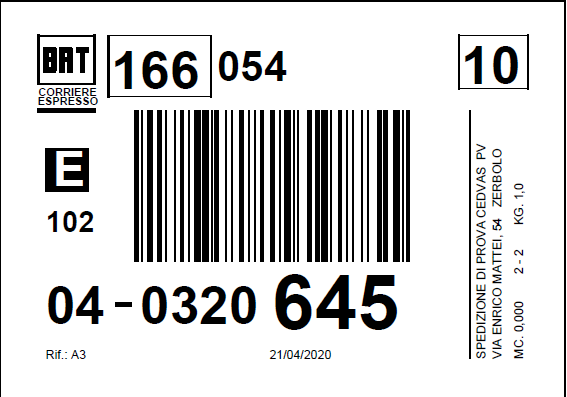 BRT
CORRIERE
ESPRESSO
166 054
10
E
102
04-0320 645
Rif.: A3
21/04/2020
SPEDIZIONE DI PROVA CEDVAS PV
VIA ENRICO MATTEI, 54 ZERBOLO
MC. 0,000 2 - 2 KG. 1,0